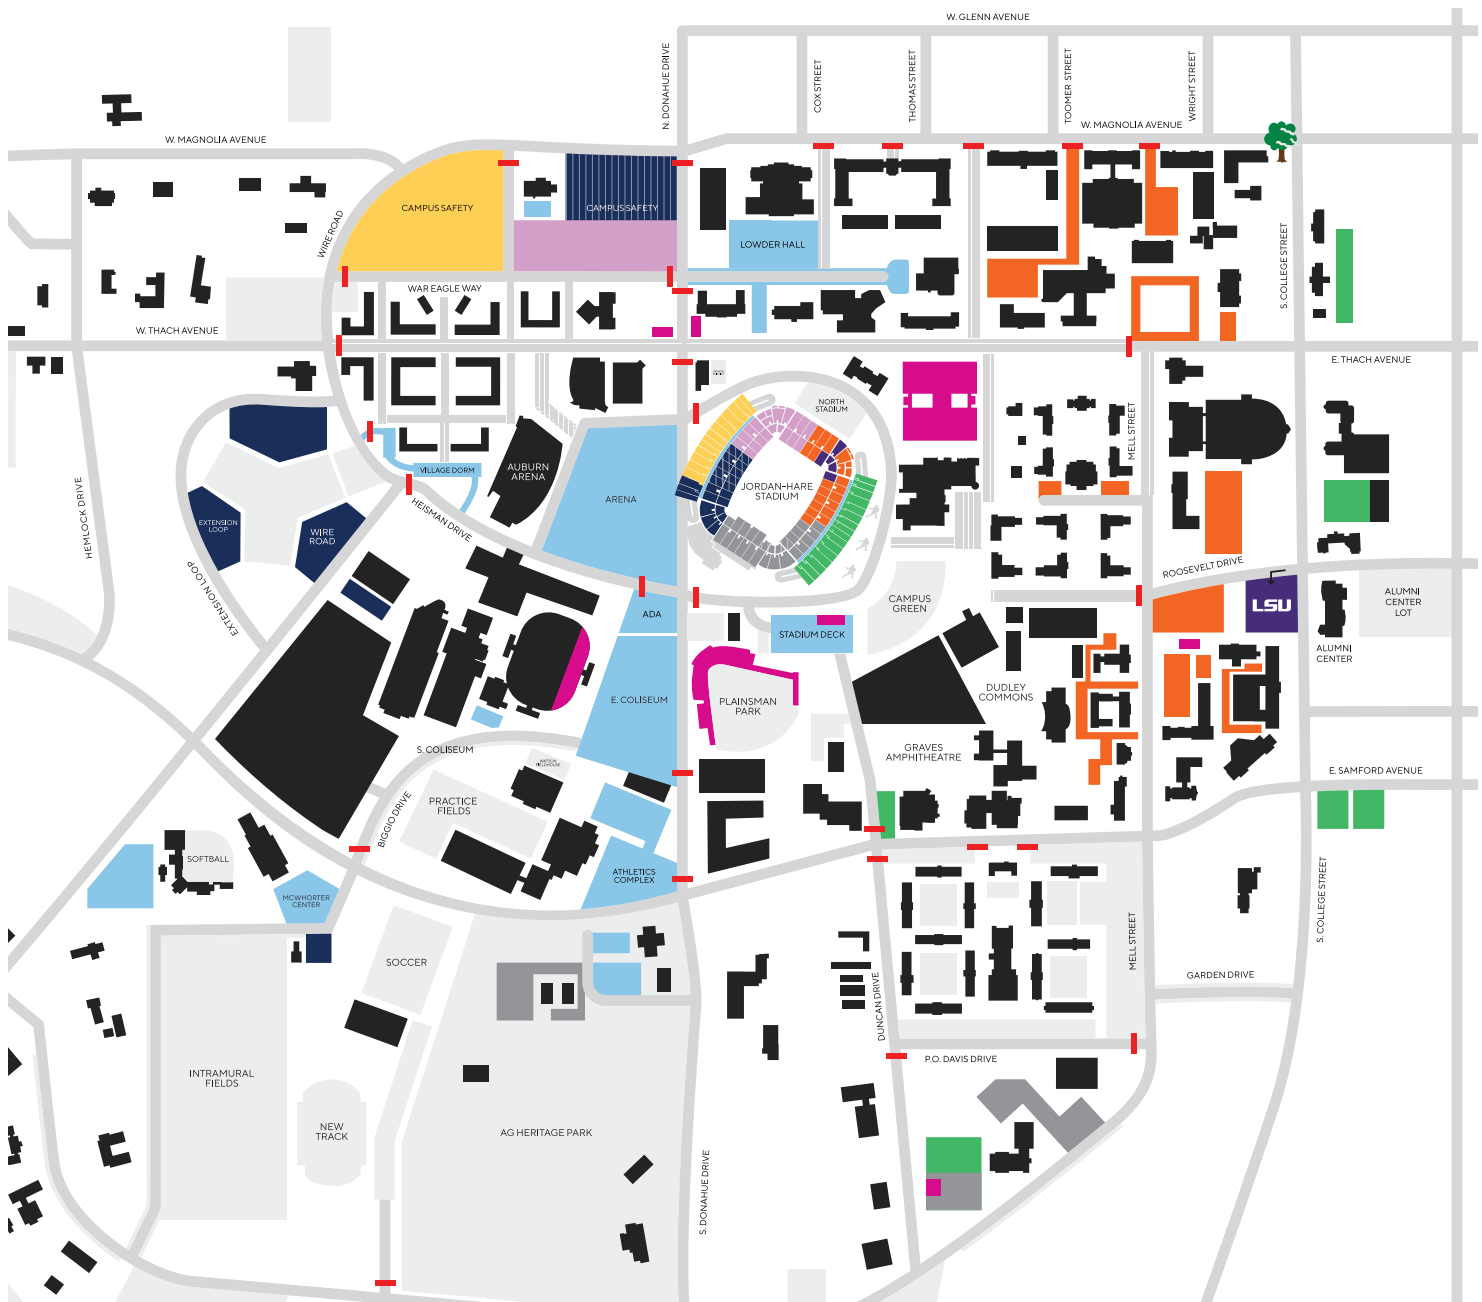 W. GLENN AVENUE
N. DONAHUE DRIVE
COX STREET
THOMAS STREET
TOOMER STREET
WRIGHT STREET
W. MAGNOLIA AVENUE
W. MAGNOLIA AVENUE
CAMPUS SAFETY
CAMPUS SAFETY
WIRE ROAD
LOWDER HALL
S. COLLEGE STREET
WAR EAGLE WAY
W. THACH AVENUE
E. THACH AVENUE
NORTH
STADIUM
MELL STREET
VILLAGE DORM
AUBURN
ARENA
ARENA
JORDAN-HARE
STADIUM
HEMLOCK DRIVE
EXTENSION
LOOP
WIRE
ROAD
HEISMAN DRIVE
EXTENSION LOOP
ROOSEVELT DRIVE
CAMPUS
GREEN
LSU
ALUMNI
CENTER
LOT
ADA
STADIUM DECK
ALUMNI
CENTER
E. COLISEUM
PLAINSMAN
PARK
DUDLEY
COMMONS
S. COLISEUM
GRAVES
AMPHITHEATRE
WATSON
FIELDHOUSE
E. SAMFORD AVENUE
PRACTICE
FIELDS
BIGGIO DRIVE
SOFTBALL
ATHLETICS
COMPLEX
MCWHORTER
CENTER
S. COLLEGE STREET
MELL STREET
SOCCER
GARDEN DRIVE
DUNCAN DRIVE
P.O. DAVIS DRIVE
INTRAMURAL
FIELDS
NEW
TRACK
AG HERITAGE PARK
S. DONAHUE DRIVE